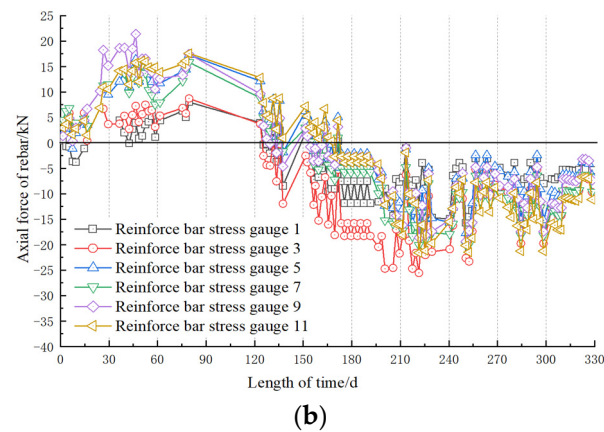 25
20
15
10
5
0
−5
−10
−15
−20
−25
−30
−35
−40
Axial force of rebar/kN
Reinforce bar stress gauge 1
Reinforce bar stress gauge 3
Reinforce bar stress gauge 5
Reinforce bar stress gauge 7
Reinforce bar stress gauge 9
Reinforce bar stress gauge 11
0 30 60 90 120 150 180 210 240 270 300 330
Length of time/d
(b)